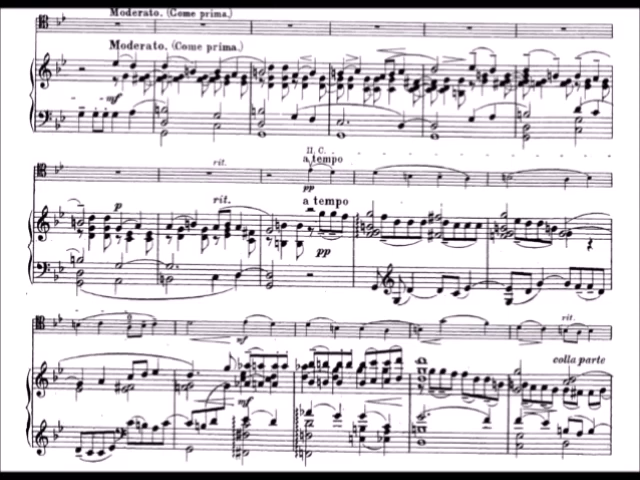 Moderato. (Come prima.)
Moderato. (Come prima.)
mf
II. C.
rit. a tempo
pp
p rit. a tempo
pp
mf rit.
colla parte
mf